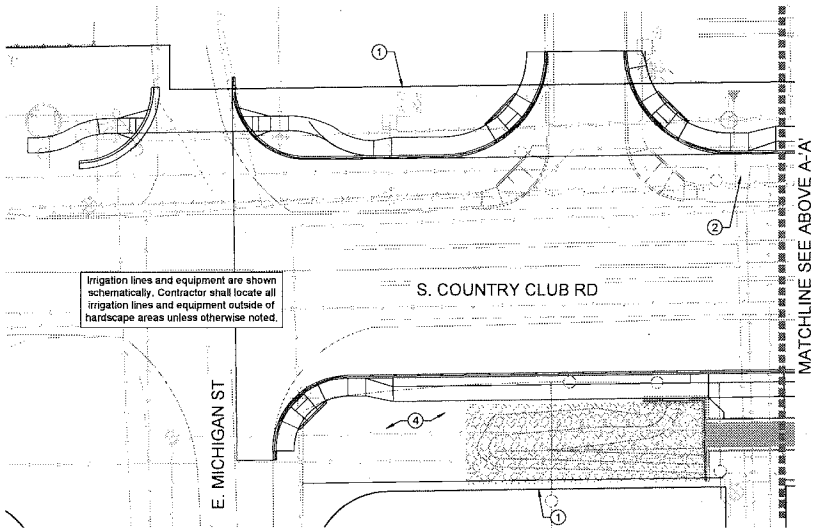 1
2
MATCHLINE SEE ABOVE A-A'
Irrigation lines and equipment are shown
schematically. Contractor shall locate all
irrigation lines and equipment outside of
hardscape areas unless otherwise noted.
S. COUNTRY CLUB RD
E. MICHIGAN ST
4
1